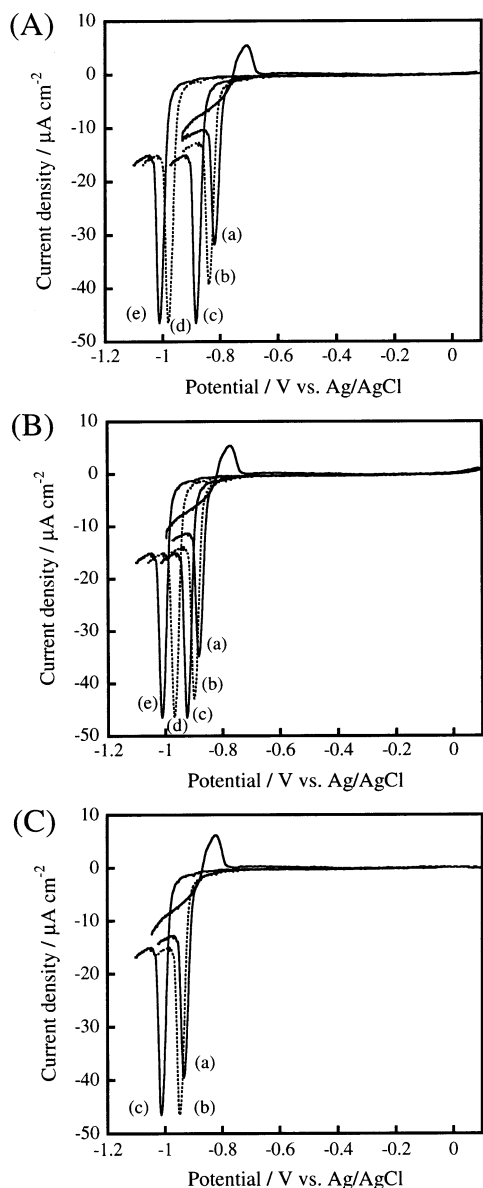 (A)
10
0
-10
-20
-30
-40
-50
Current density / μA cm-2
(a)
(b)
(e) (d) (c)
-1.2 -1 -0.8 -0.6 -0.4 -0.2 0
Potential / V vs. Ag/AgCl
(B)
10
0
-10
-20
-30
-40
-50
Current density / μA cm-2
(a)
(b)
(e) (d) (c)
-1.2 -1 -0.8 -0.6 -0.4 -0.2 0
Potential / V vs. Ag/AgCl
(C)
10
0
-10
-20
-30
-40
-50
Current density / μA cm-2
(a)
(c) (b)
-1.2 -1 -0.8 -0.6 -0.4 -0.2 0
Potential / V vs. Ag/AgCl